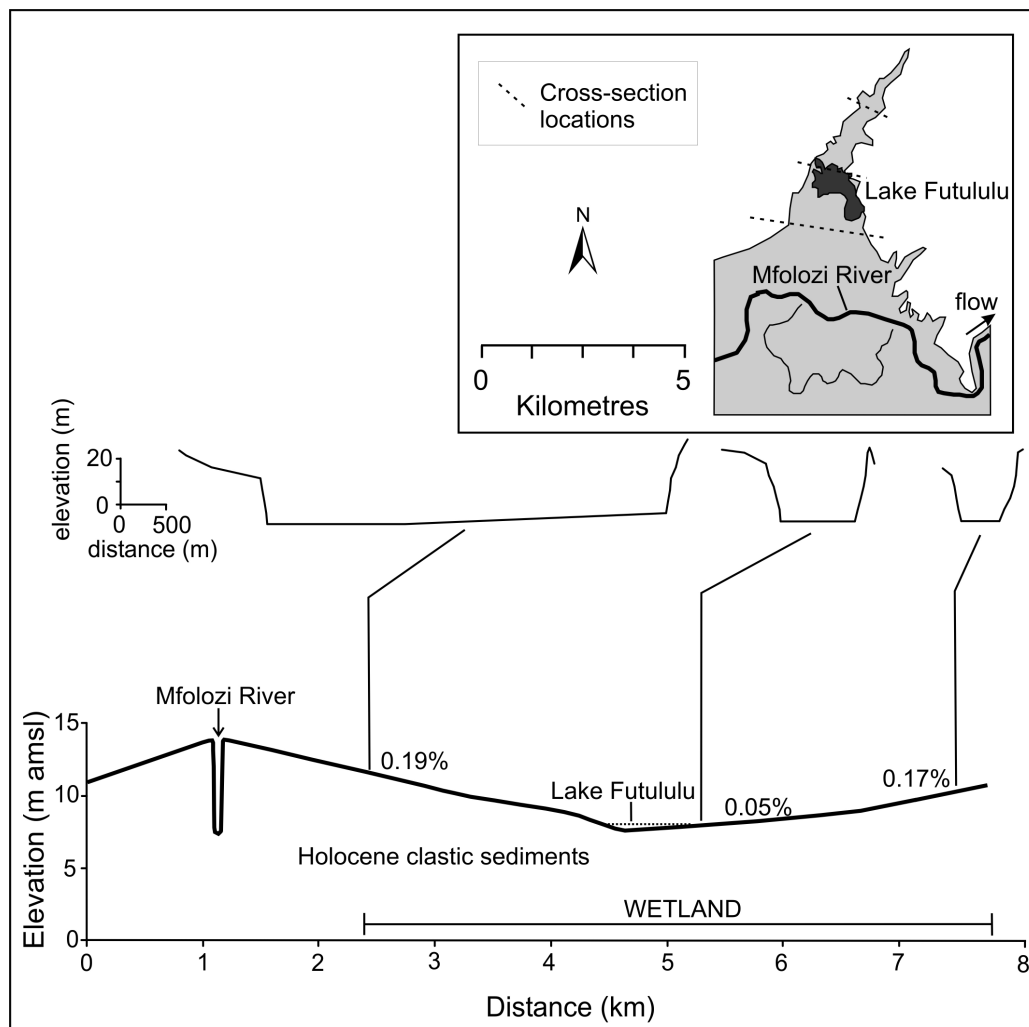 Cross-section
locations
N
Lake Futululu
Mfolozi River
flow
0 5
Kilometres
elevation (m)
20
0
0 500
distance (m)
Mfolozi River
Elevation (m amsl)
15
10
5
0
0.19%
Lake Futululu
0.05%
0.17%
Holocene clastic sediments
WETLAND
0 1 2 3 4 5 6 7 8
Distance (km)